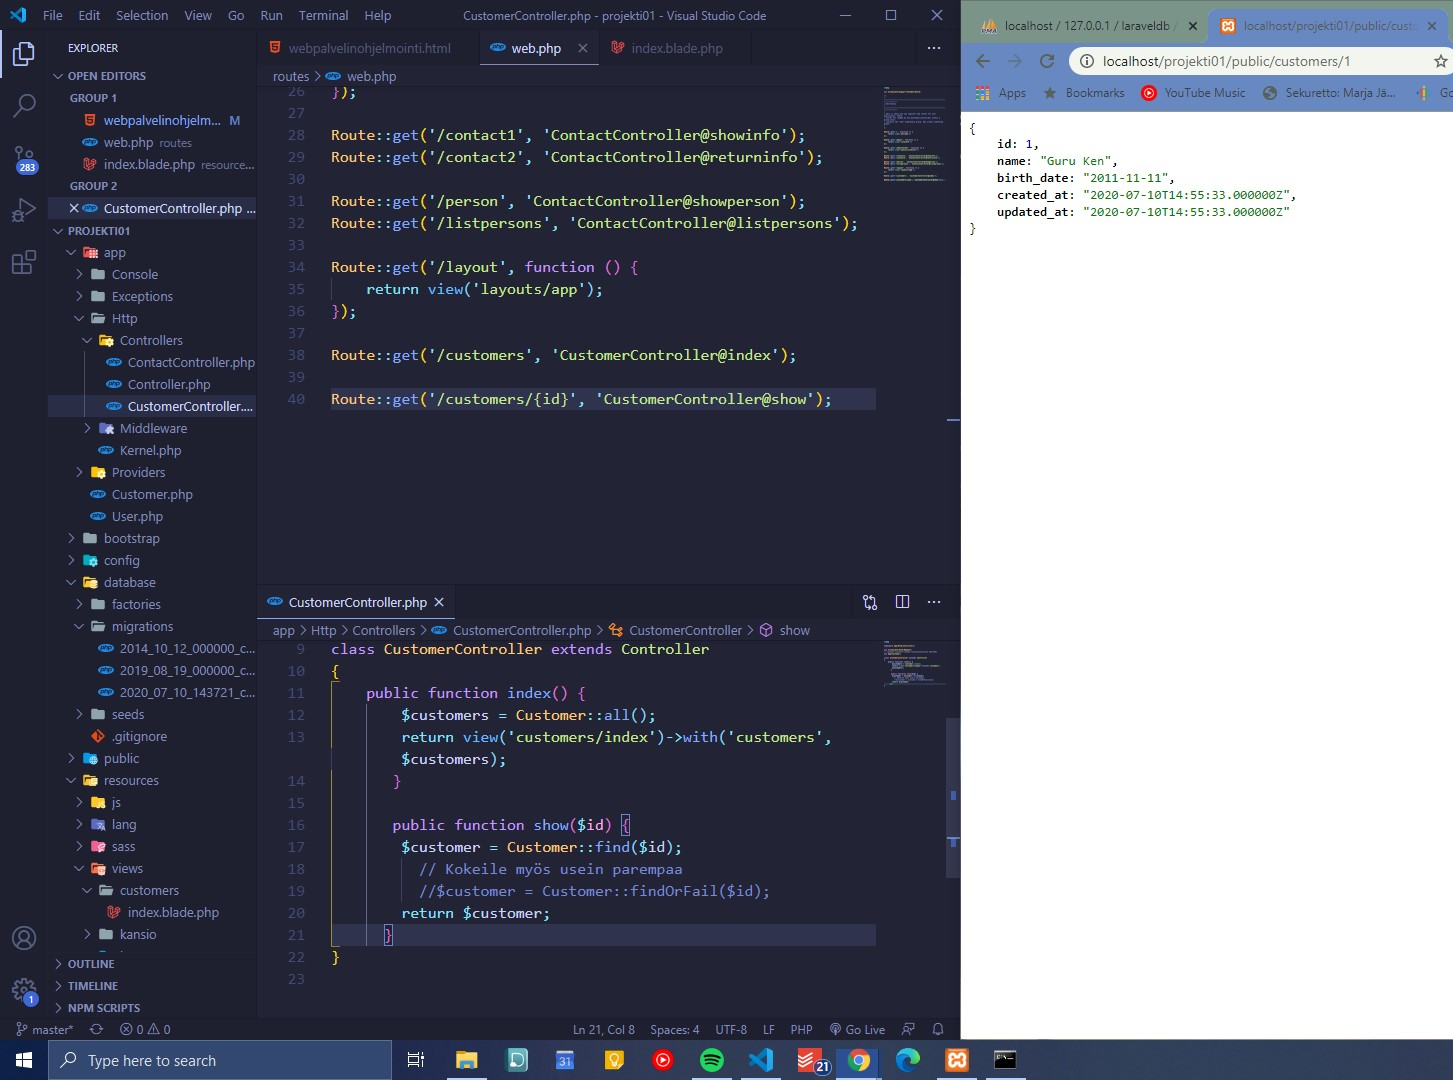 File Edit Selection View Go Run Terminal Help CustomerController.php - projekti01 - Visual Studio Code
EXPLORER
OPEN EDITORS
GROUP 1
webpalvelinohjelm... M
web.php routes
index.blade.php resource...
GROUP 2
CustomerController.php ...
PROJEKTI01
app
Console
Exceptions
Http
Controllers
ContactController.php
Controller.php
CustomerController....
Middleware
Kernel.php
Providers
Customer.php
User.php
bootstrap
config
database
factories
migrations
2014_10_12_000000_c...
2019_08_19_000000_c...
2020_07_10_143721_c...
seeds
.gitignore
public
resources
js
lang
sass
views
customers
index.blade.php
kansio
OUTLINE
TIMELINE
NPM SCRIPTS
283
1
webpalvelinohjelmointi.html web.php index.blade.php
routes > web.php
26 });
27
28 Route::get('/contact1', 'ContactController@showinfo');
29 Route::get('/contact2', 'ContactController@returninfo');
30
31 Route::get('/person', 'ContactController@showperson');
32 Route::get('/listpersons', 'ContactController@listpersons');
33
34 Route::get('/layout', function () {
35 return view('layouts/app');
36 });
37
38 Route::get('/customers', 'CustomerController@index');
39
40 Route::get('/customers/{id}', 'CustomerController@show');
CustomerController.php
app > Http > Controllers > CustomerController.php > CustomerController > show
9 class CustomerController extends Controller
10 {
11 public function index() {
12 $customers = Customer::all();
13 return view('customers/index')->with('customers',
$customers);
14 }
15
16 public function show($id) {
17 $customer = Customer::find($id);
18 // Kokeile myös usein parempaa
19 //$customer = Customer::findOrFail($id);
20 return $customer;
21 }
22 }
23
master* 0 0 Ln 21, Col 8 Spaces: 4 UTF-8 LF PHP Go Live
localhost / 127.0.0.1 / laraveldb / localhost/projekti01/public/cust
localhost/projekti01/public/customers/1
Apps Bookmarks YouTube Music Sekuretto: Marja Jä... Go
{
id: 1,
name: "Guru Ken",
birth_date: "2011-11-11",
created_at: "2020-07-10T14:55:33.000000Z",
updated_at: "2020-07-10T14:55:33.000000Z"
}
Type here to search
31
21